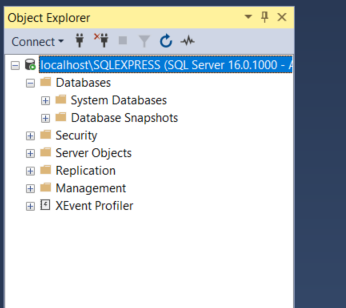 Object Explorer
Connect
localhost\SQLEXPRESS (SQL Server 16.0.1000 - A
Databases
System Databases
Database Snapshots
Security
Server Objects
Replication
Management
XEvent Profiler